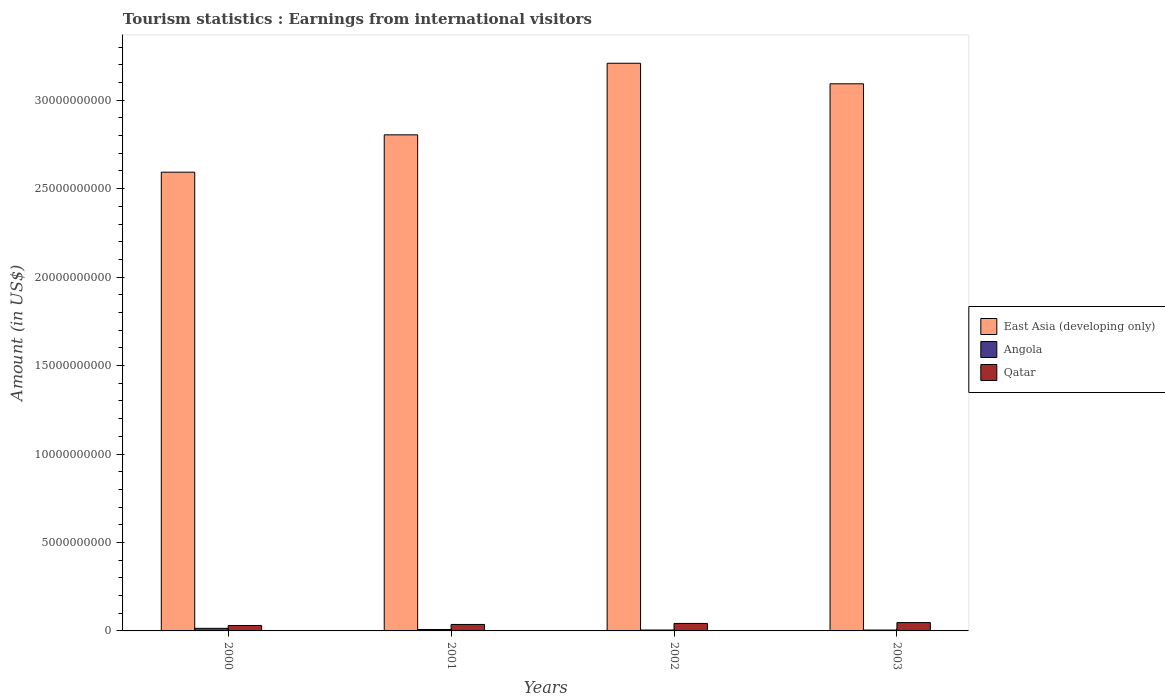 Tourism statistics : Earnings from international visitors
Amount (in US$)
30000000000
25000000000
20000000000
15000000000
10000000000
5000000000
0
2000
2001
2002
2003
Years
East Asia (developing only)
Angola
Qatar